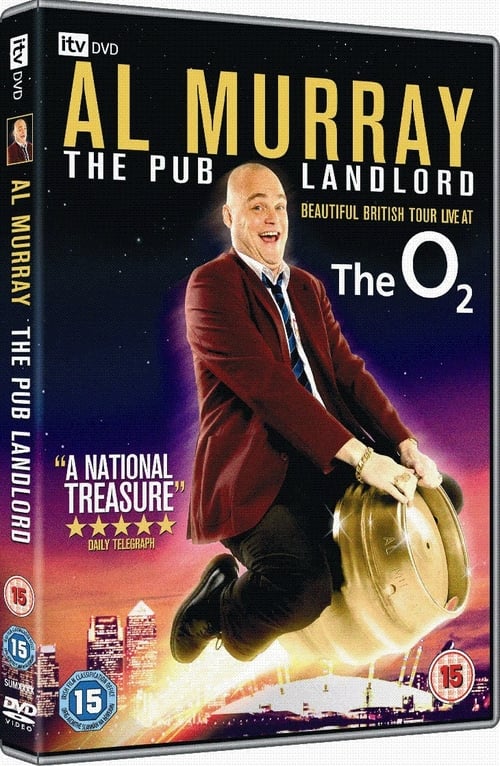 itv DVD
AL MURRAY
THE PUB LANDLORD
BEAUTIFUL BRITISH TOUR LIVE AT
The O2
"A NATIONAL
TREASURE"
DAILY TELEGRAPH
15
15
itv DVD
AL MURRAY THE PUB LANDLORD
15
15
DVD
VIDEO